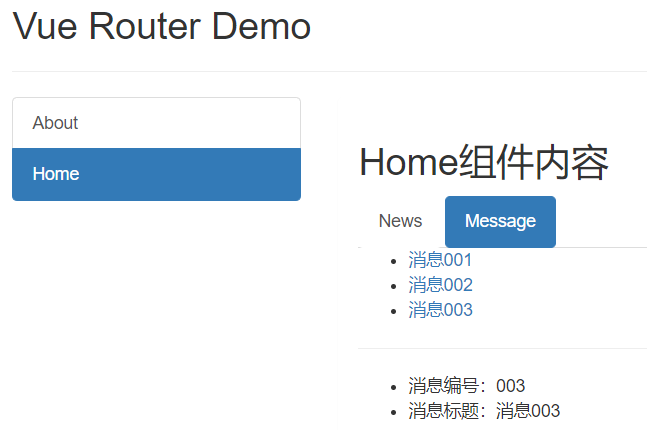 Vue Router Demo
About
Home
Home组件内容
News
Message
消息001
消息002
消息003
消息编号：003
消息标题：消息003